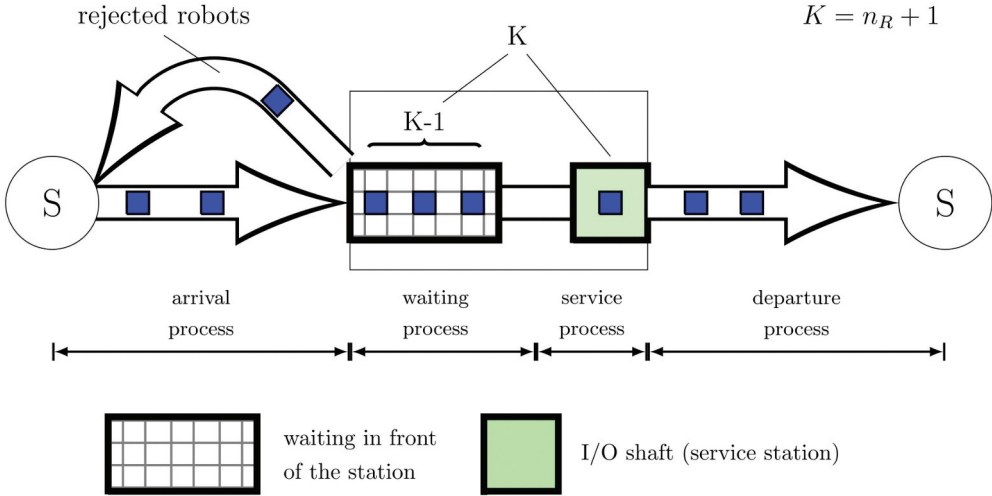 rejected robots
K = n_R + 1
K
K-1
S
S
arrival
process
waiting
process
service
process
departure
process
waiting in front
of the station
I/O shaft (service station)